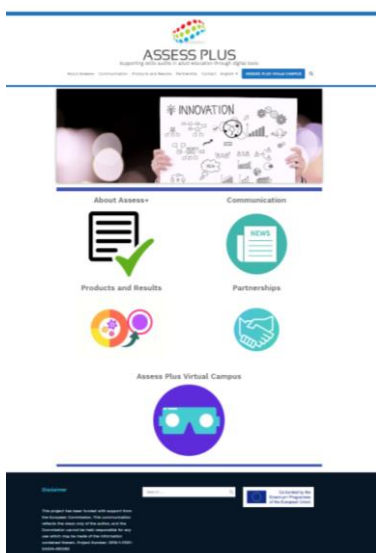 ASSESS PLUS
Supporting skills audits in adult education through digital tools
About Assess+ Communication Products and Results Partnership Contact English ASSESS PLUS Virtual CAMPUS
INNOVATION
About Assess+
Communication
NEWS
Products and Results
Partnerships
Assess Plus Virtual Campus
Disclaimer
Search...
Co-funded by the
Erasmus+ Programme
of the European Union
This project has been funded with support from
the European Commission. This communication
reflects the views only of the author, and the
Commission cannot be held responsible for any
use which may be made of the information
contained therein. Project Number: